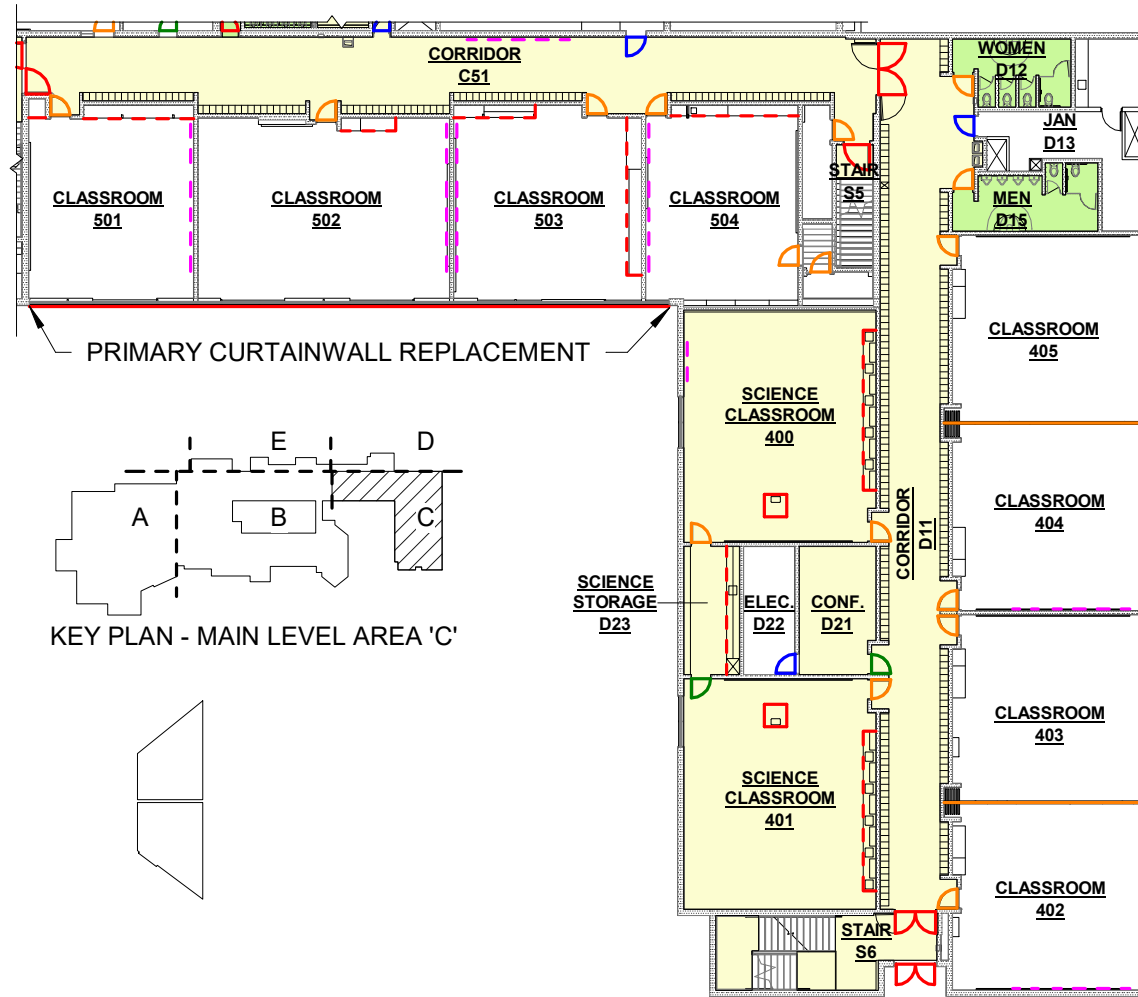 WOMEN
D12
CORRIDOR
C51
JAN
D13
STAIR
S5
CLASSROOM
501
CLASSROOM
502
CLASSROOM
503
CLASSROOM
504
MEN
D15
CLASSROOM
405
PRIMARY CURTAINWALL REPLACEMENT
SCIENCE
CLASSROOM
400
E
D
A
B
C
CORRIDOR
D11
CLASSROOM
404
KEY PLAN - MAIN LEVEL AREA 'C'
SCIENCE
STORAGE
D23
ELEC.
D22
CONF.
D21
CLASSROOM
403
SCIENCE
CLASSROOM
401
CLASSROOM
402
STAIR
S6